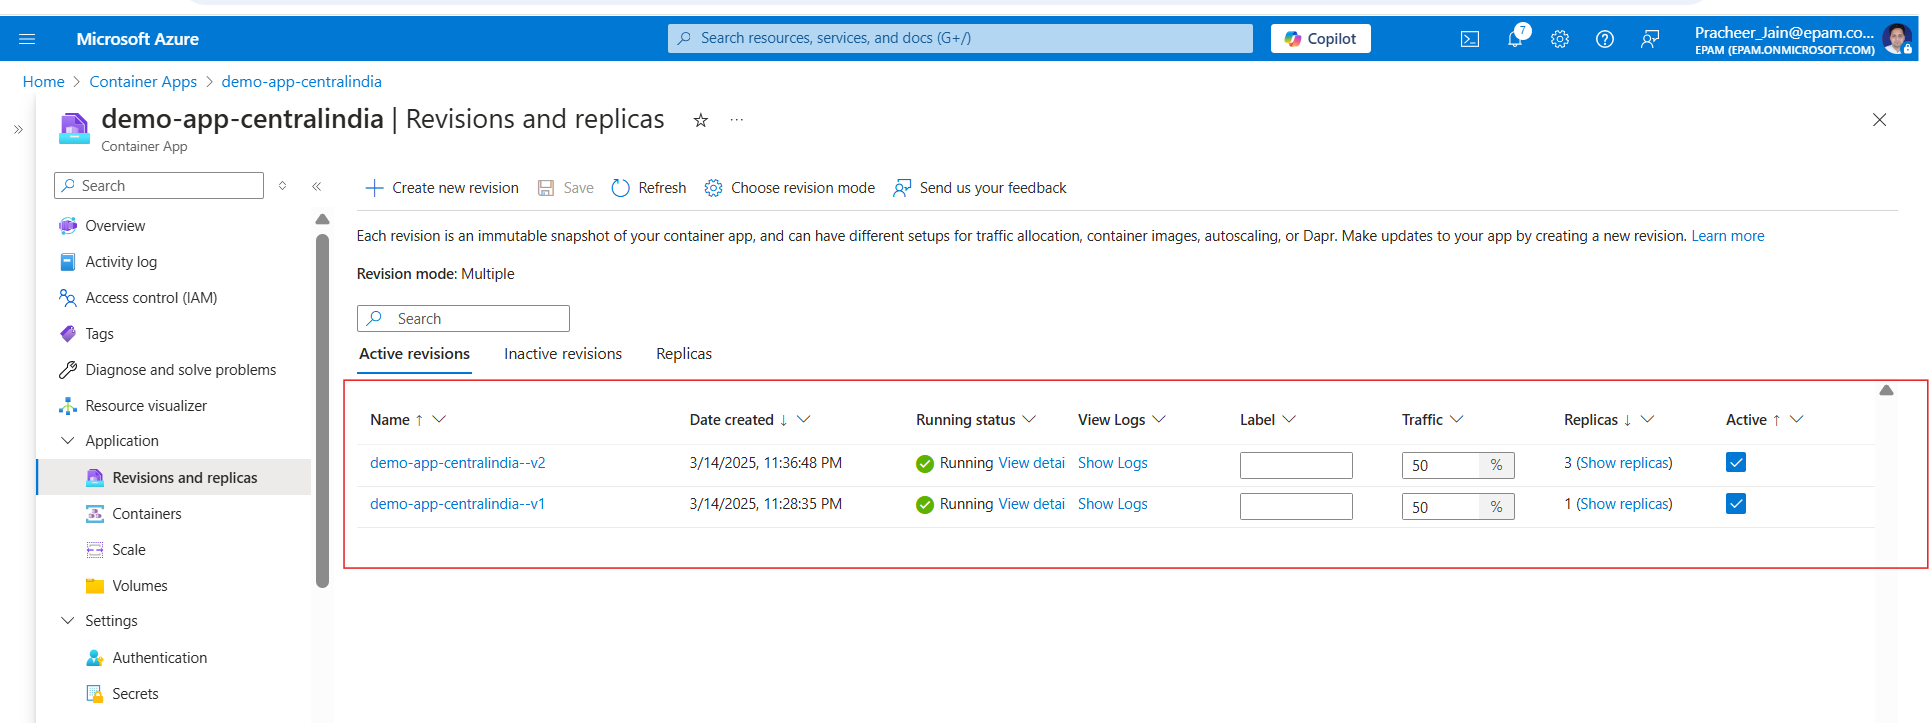 Microsoft Azure
Search resources, services, and docs (G+/)
Copilot
7
Pracheer_Jain@epam.co...
EPAM (EPAM.ONMICROSOFT.COM)
Home > Container Apps > demo-app-centralindia
demo-app-centralindia | Revisions and replicas
Container App
Search
Overview
Activity log
Access control (IAM)
Tags
Diagnose and solve problems
Resource visualizer
Application
Revisions and replicas
Containers
Scale
Volumes
Settings
Authentication
Secrets
Create new revision Save Refresh Choose revision mode Send us your feedback
Each revision is an immutable snapshot of your container app, and can have different setups for traffic allocation, container images, autoscaling, or Dapr. Make updates to your app by creating a new revision. Learn more
Revision mode: Multiple
Search
Active revisions Inactive revisions Replicas
Name ↑ Date created ↓ Running status View Logs Label Traffic Replicas ↓ Active ↑
demo-app-centralindia--v2 3/14/2025, 11:36:48 PM Running View detai Show Logs 50 % 3 (Show replicas)
demo-app-centralindia--v1 3/14/2025, 11:28:35 PM Running View detai Show Logs 50 % 1 (Show replicas)